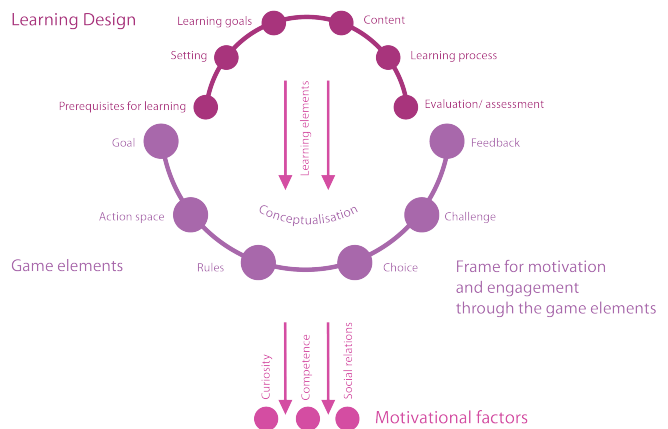 Learning Design
Learning goals
Content
Setting
Learning process
Prerequisites for learning
Evaluation/ assessment
Learning elements
Goal
Feedback
Conceptualisation
Action space
Challenge
Game elements
Rules
Choice
Frame for motivation
and engagement
through the game elements
Curiosity
Competence
Social relations
Motivational factors